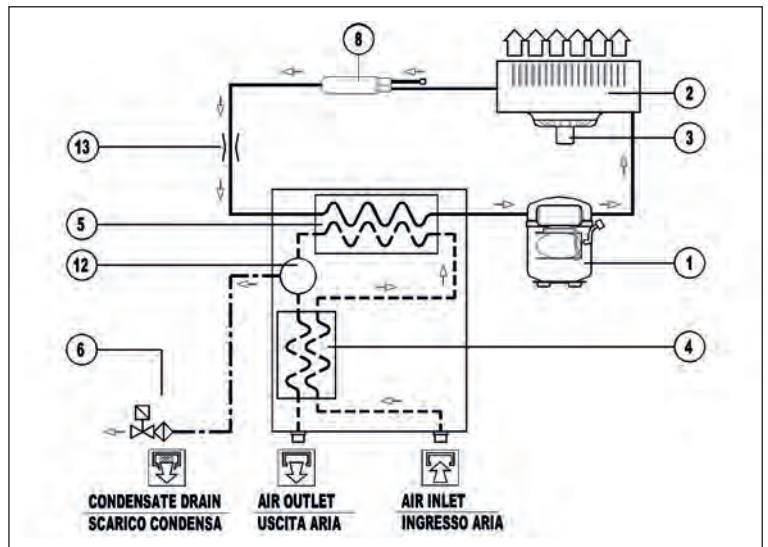 8
2
3
13
5
12
1
6
4
CONDENSATE DRAIN
SCARICO CONDENSA
AIR OUTLET
USCITA ARIA
AIR INLET
INGRESSO ARIA